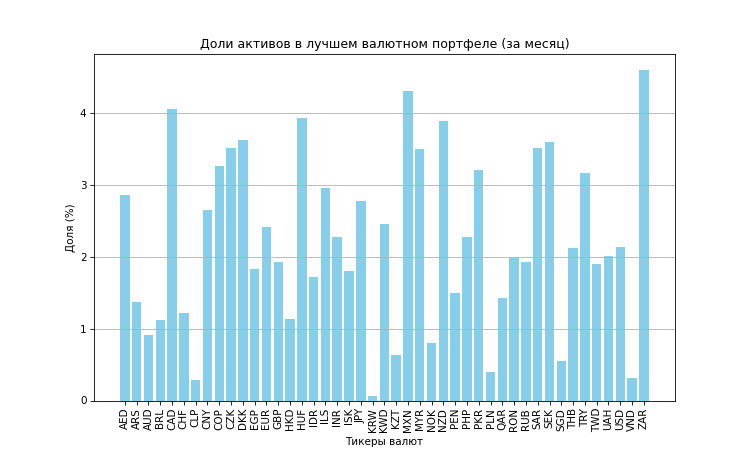 Доли активов в лучшем валютном портфеле (за месяц)
Доля (%)
4
3
2
1
0
AED ARS AUD BRL CAD CHF CLP CNY COP CZK DKK EGP EUR GBP HKD HUF IDR ILS INR ISK JPY KRW KWD KZT MXN MYR NOK NZD PEN PHP PKR PLN QAR RON RUB SAR SEK SGD THB TRY TWD UAH USD VND ZAR
Тикеры валют